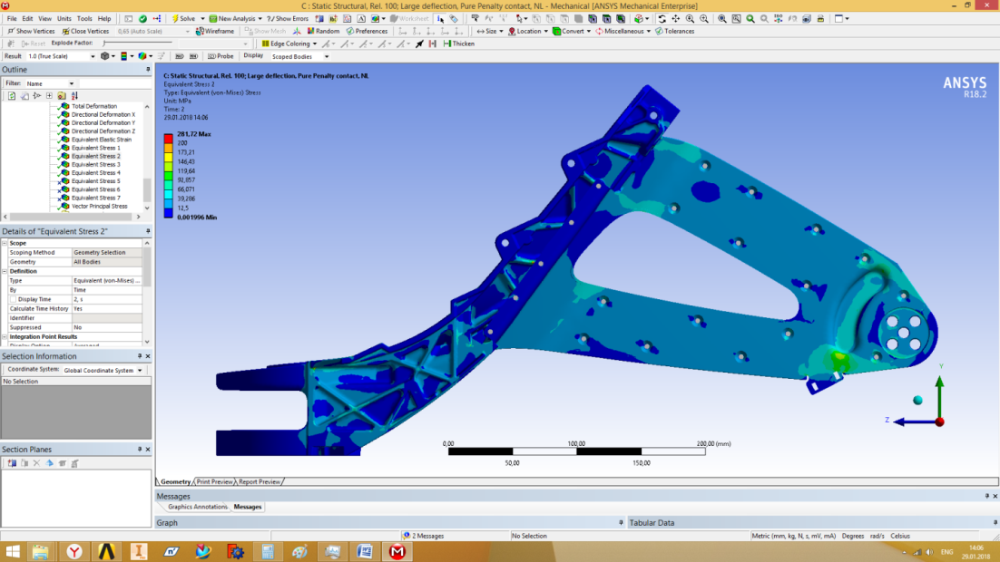 C : Static Structural, Rel. 100; Large deflection, Pure Penalty contact, NL - Mechanical [ANSYS Mechanical Enterprise]
File Edit View Units Tools Help Solve New Analysis ?/ Show Errors Worksheet
Show Vertices Close Vertices 0,65 (Auto Scale) Wireframe Show Mesh Random Preferences Size Location Convert Miscellaneous Tolerances
Reset Explode Factor: Edge Coloring Thicken
Result 1.0 (True Scale) Probe Display Scoped Bodies
Outline
Filter: Name
Total Deformation
Directional Deformation X
Directional Deformation Y
Directional Deformation Z
Equivalent Elastic Strain
Equivalent Stress 1
Equivalent Stress 2
Equivalent Stress 3
Equivalent Stress 4
Equivalent Stress 5
Equivalent Stress 6
Equivalent Stress 7
Vector Principal Stress
Details of "Equivalent Stress 2"
Scope
Scoping Method Geometry Selection
Geometry All Bodies
Definition
Type Equivalent (von-Mises) ...
By Time
Display Time 2, s
Calculate Time History Yes
Identifier
Suppressed No
Integration Point Results
Display Option Averaged
Selection Information
Coordinate System: Global Coordinate System
No Selection
Section Planes
C: Static Structural, Rel. 100; Large deflection, Pure Penalty contact, NL
Equivalent Stress 2
Type: Equivalent (von-Mises) Stress
Unit: MPa
Time: 2
29.01.2018 14:06
281,72 Max
200
173,21
146,43
119,64
92,857
66,071
39,286
12,5
0,001996 Min
ANSYS
R18.2
Y
Z
0,00 100,00 200,00 (mm)
50,00 150,00
Geometry Print Preview Report Preview
Messages
Graphics Annotations Messages
Graph Tabular Data
2 Messages No Selection Metric (mm, kg, N, s, mV, mA) Degrees rad/s Celsius
ENG
14:06
29.01.2018